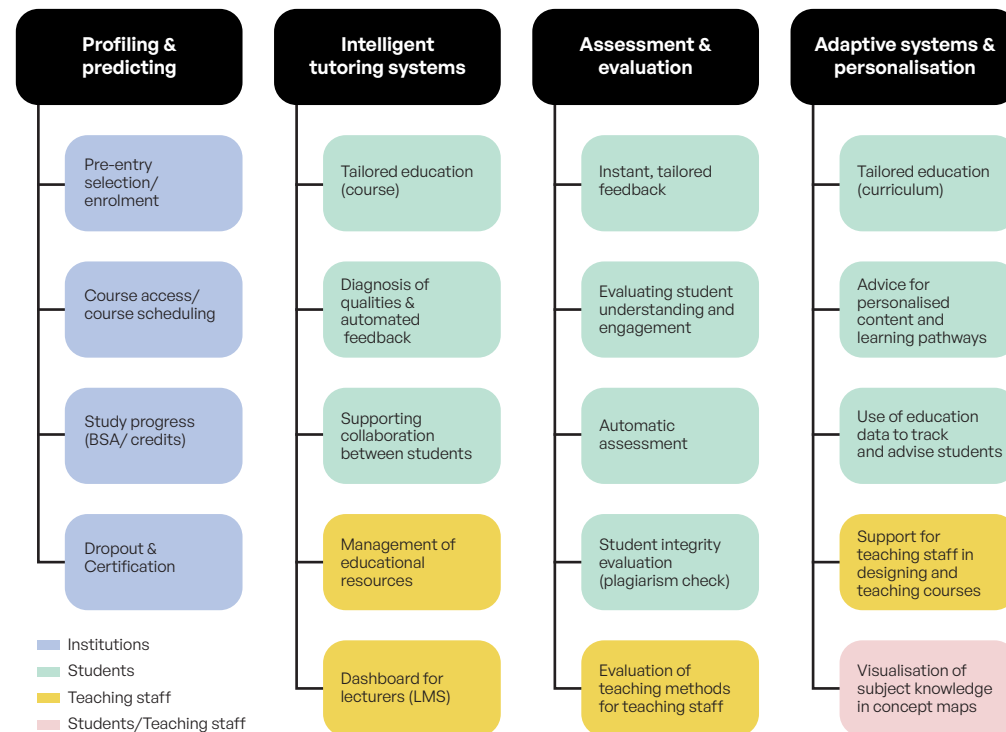 Profiling &
predicting
Pre-entry
selection/
enrolment
Course access/
course scheduling
Study progress
(BSA/ credits)
Dropout &
Certification
Institutions
Students
Teaching staff
Students/Teaching staff
Intelligent
tutoring systems
Tailored education
(course)
Diagnosis of
qualities &
automated
feedback
Supporting
collaboration
between students
Management of
educational
resources
Dashboard for
lecturers (LMS)
Assessment &
evaluation
Instant, tailored
feedback
Evaluating student
understanding and
engagement
Automatic
assessment
Student integrity
evaluation
(plagiarism check)
Evaluation of
teaching methods
for teaching staff
Adaptive systems &
personalisation
Tailored education
(curriculum)
Advice for
personalised
content and
learning pathways
Use of education
data to track
and advise students
Support for
teaching staff in
designing and
teaching courses
Visualisation of
subject knowledge
in concept maps